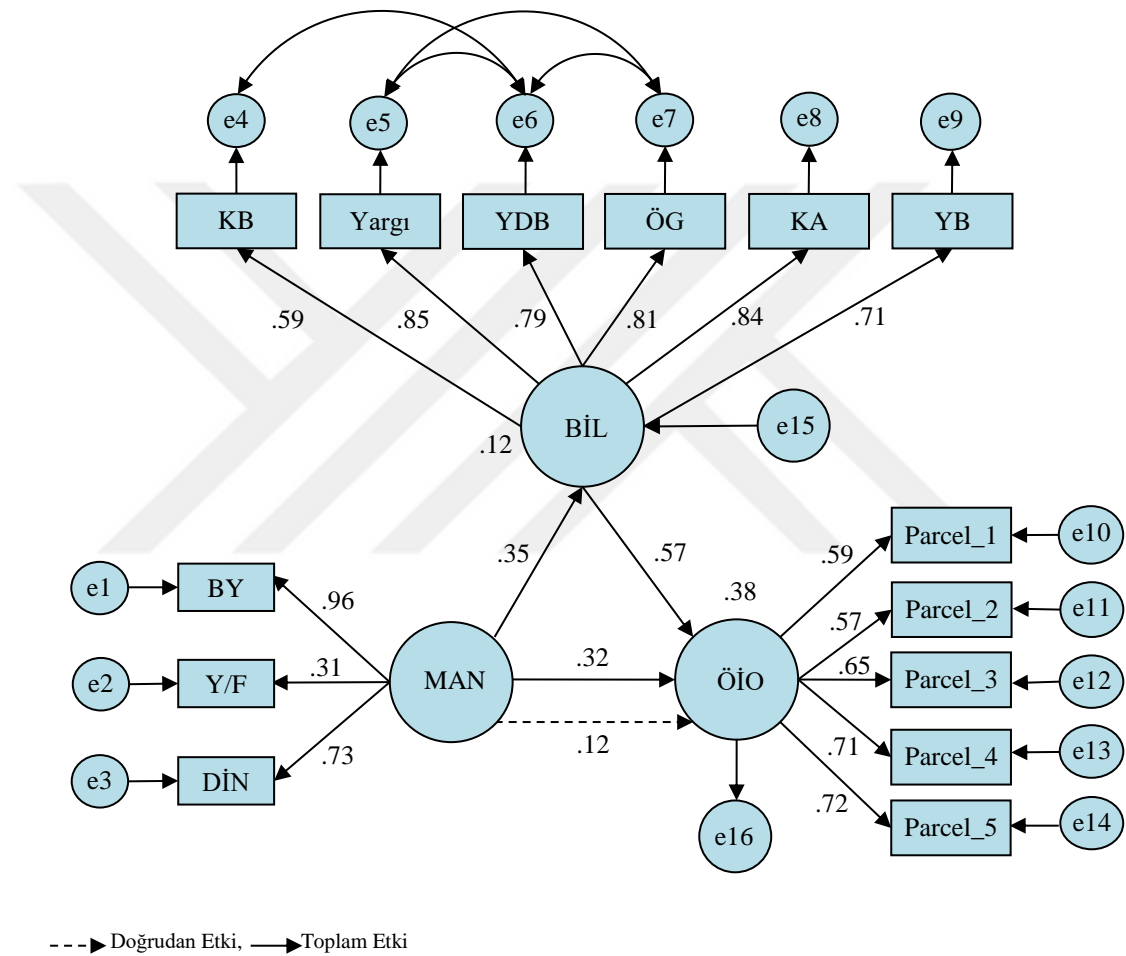 e4 e5 e6 e7 e8 e9
KB Yargı YDB ÖG KA YB
.59 .85 .79 .81 .84 .71
BİL e15
.12
Parcel_1 e10
.35 .57 .59
e1 BY .38
.96 Parcel_2 e11
.57
.32 .65 Parcel_3 e12
e2 Y/F .31 MAN ÖİO
.12 .71 Parcel_4 e13
e3 DİN .73
.72 Parcel_5 e14
e16
Doğrudan Etki, Toplam Etki